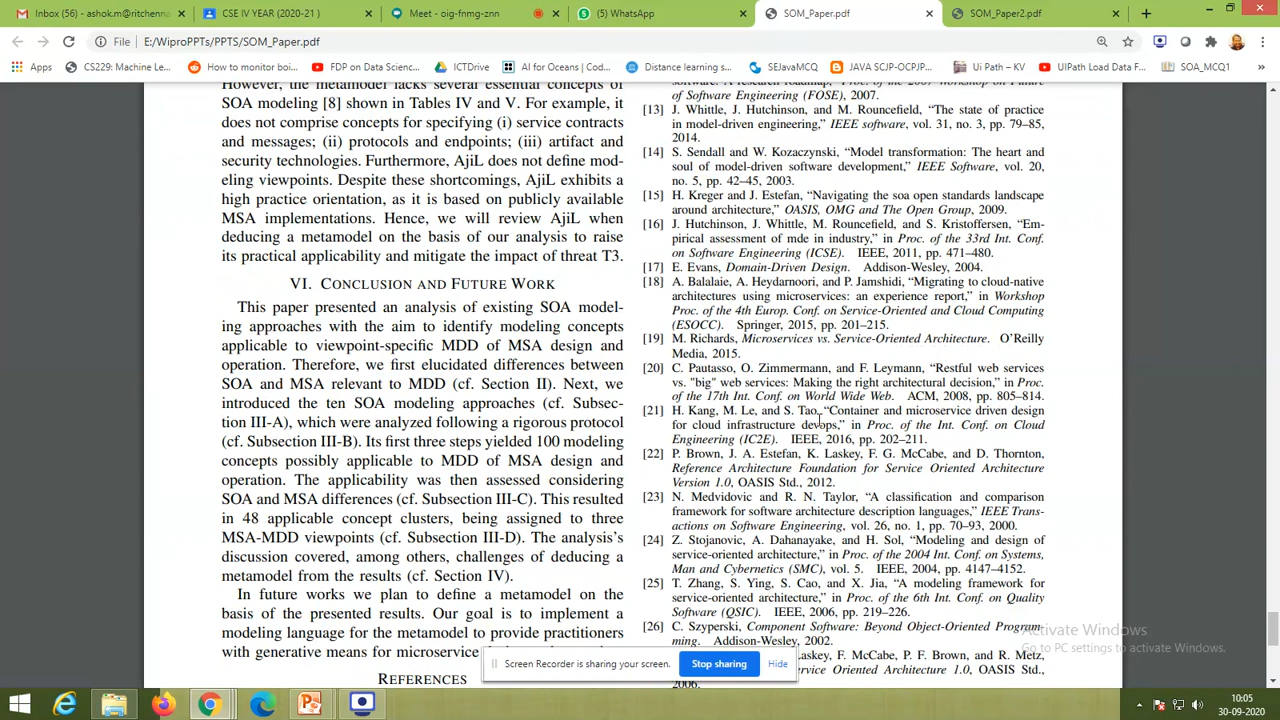 Inbox (56) - ashok.m@ritchenna
CSE IV YEAR (2020-21 )
Meet - oig-fnmg-znn
(5) WhatsApp
SOM_Paper.pdf
SOM_Paper2.pdf
File | E:/WiproPPTs/PPTS/SOM_Paper.pdf
Apps
CS229: Machine Le...
How to monitor boi...
FDP on Data Scienc...
ICTDrive
AI for Oceans | Cod...
Distance learning s...
SEJavaMCQ
JAVA SCJP-OCPJP...
Ui Path – KV
UIPath Load Data F...
SOA_MCQ1
»
However, the metamodel lacks several essential concepts of
SOA modeling [8] shown in Tables IV and V. For example, it
does not comprise concepts for specifying (i) service contracts
and messages; (ii) protocols and endpoints; (iii) artifact and
security technologies. Furthermore, AjiL does not define mod-
eling viewpoints. Despite these shortcomings, AjiL exhibits a
high practice orientation, as it is based on publicly available
MSA implementations. Hence, we will review AjiL when
deducing a metamodel on the basis of our analysis to raise
its practical applicability and mitigate the impact of threat T3.
VI. CONCLUSION AND FUTURE WORK
This paper presented an analysis of existing SOA model-
ing approaches with the aim to identify modeling concepts
applicable to viewpoint-specific MDD of MSA design and
operation. Therefore, we first elucidated differences between
SOA and MSA relevant to MDD (cf. Section II). Next, we
introduced the ten SOA modeling approaches (cf. Subsec-
tion III-A), which were analyzed following a rigorous protocol
(cf. Subsection III-B). Its first three steps yielded 100 modeling
concepts possibly applicable to MDD of MSA design and
operation. The applicability was then assessed considering
SOA and MSA differences (cf. Subsection III-C). This resulted
in 48 applicable concept clusters, being assigned to three
MSA-MDD viewpoints (cf. Subsection III-D). The analysis's
discussion covered, among others, challenges of deducing a
metamodel from the results (cf. Section IV).
In future works we plan to define a metamodel on the
basis of the presented results. Our goal is to implement a
modeling language for the metamodel to provide practitioners
with generative means for microservice
REFERENCES
of Software Engineering (FOSE), 2007.
[13] J. Whittle, J. Hutchinson, and M. Rouncefield, "The state of practice
in model-driven engineering," IEEE software, vol. 31, no. 3, pp. 79–85,
2014.
[14] S. Sendall and W. Kozaczynski, "Model transformation: The heart and
soul of model-driven software development," IEEE Software, vol. 20,
no. 5, pp. 42–45, 2003.
[15] H. Kreger and J. Estefan, "Navigating the soa open standards landscape
around architecture," OASIS, OMG and The Open Group, 2009.
[16] J. Hutchinson, J. Whittle, M. Rouncefield, and S. Kristoffersen, "Em-
pirical assessment of mde in industry," in Proc. of the 33rd Int. Conf.
on Software Engineering (ICSE). IEEE, 2011, pp. 471–480.
[17] E. Evans, Domain-Driven Design. Addison-Wesley, 2004.
[18] A. Balalaie, A. Heydarnoori, and P. Jamshidi, "Migrating to cloud-native
architectures using microservices: an experience report," in Workshop
Proc. of the 4th Europ. Conf. on Service-Oriented and Cloud Computing
(ESOCC). Springer, 2015, pp. 201–215.
[19] M. Richards, Microservices vs. Service-Oriented Architecture. O'Reilly
Media, 2015.
[20] C. Pautasso, O. Zimmermann, and F. Leymann, "Restful web services
vs. "big" web services: Making the right architectural decision," in Proc.
of the 17th Int. Conf. on World Wide Web. ACM, 2008, pp. 805–814.
[21] H. Kang, M. Le, and S. Tao, "Container and microservice driven design
for cloud infrastructure devops," in Proc. of the Int. Conf. on Cloud
Engineering (IC2E). IEEE, 2016, pp. 202–211.
[22] P. Brown, J. A. Estefan, K. Laskey, F. G. McCabe, and D. Thornton,
Reference Architecture Foundation for Service Oriented Architecture
Version 1.0, OASIS Std., 2012.
[23] N. Medvidovic and R. N. Taylor, "A classification and comparison
framework for software architecture description languages," IEEE Trans-
actions on Software Engineering, vol. 26, no. 1, pp. 70–93, 2000.
[24] Z. Stojanovic, A. Dahanayake, and H. Sol, "Modeling and design of
service-oriented architecture," in Proc. of the 2004 Int. Conf. on Systems,
Man and Cybernetics (SMC), vol. 5. IEEE, 2004, pp. 4147–4152.
[25] T. Zhang, S. Ying, S. Cao, and X. Jia, "A modeling framework for
service-oriented architecture," in Proc. of the 6th Int. Conf. on Quality
Software (QSIC). IEEE, 2006, pp. 219–226.
[26] C. Szyperski, Component Software: Beyond Object-Oriented Program-
ming. Addison-Wesley, 2002.
Laskey, F. McCabe, P. F. Brown, and R. Metz,
rvice Oriented Architecture 1.0, OASIS Std.,
2006.
Activate Windows
Go to PC settings to activate Windows.
Screen Recorder is sharing your screen.
Stop sharing
Hide
10:05
30-09-2020